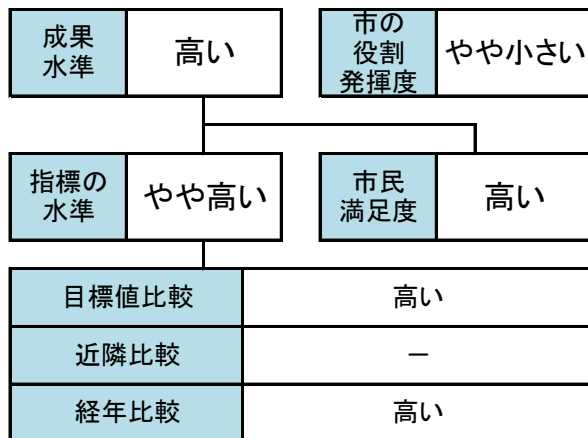 成果
水準
高い
市の
役割
発揮度
やや小さい
指標の
水準
やや高い
市民
満足度
高い
目標値比較
高い
近隣比較
－
経年比較
高い